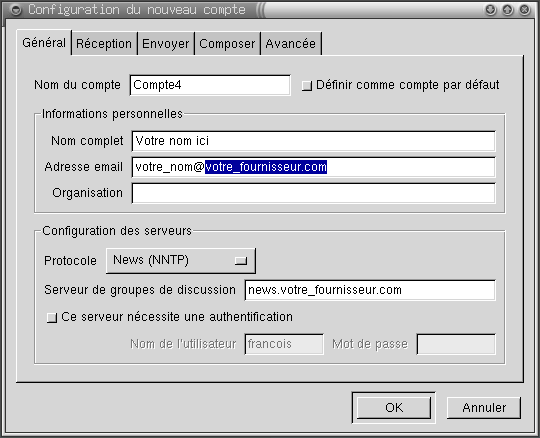 Configuration du nouveau compte
Général Réception Envoyer Composer Avancée
Nom du compte Compte4 Définir comme compte par défaut
Informations personnelles
Nom complet Votre nom ici
Adresse email votre_nom@votre_fournisseur.com
Organisation
Configuration des serveurs
Protocole News (NNTP)
Serveur de groupes de discussion news.votre_fournisseur.com
Ce serveur nécessite une authentification
Nom de l'utilisateur francois Mot de passe
OK Annuler